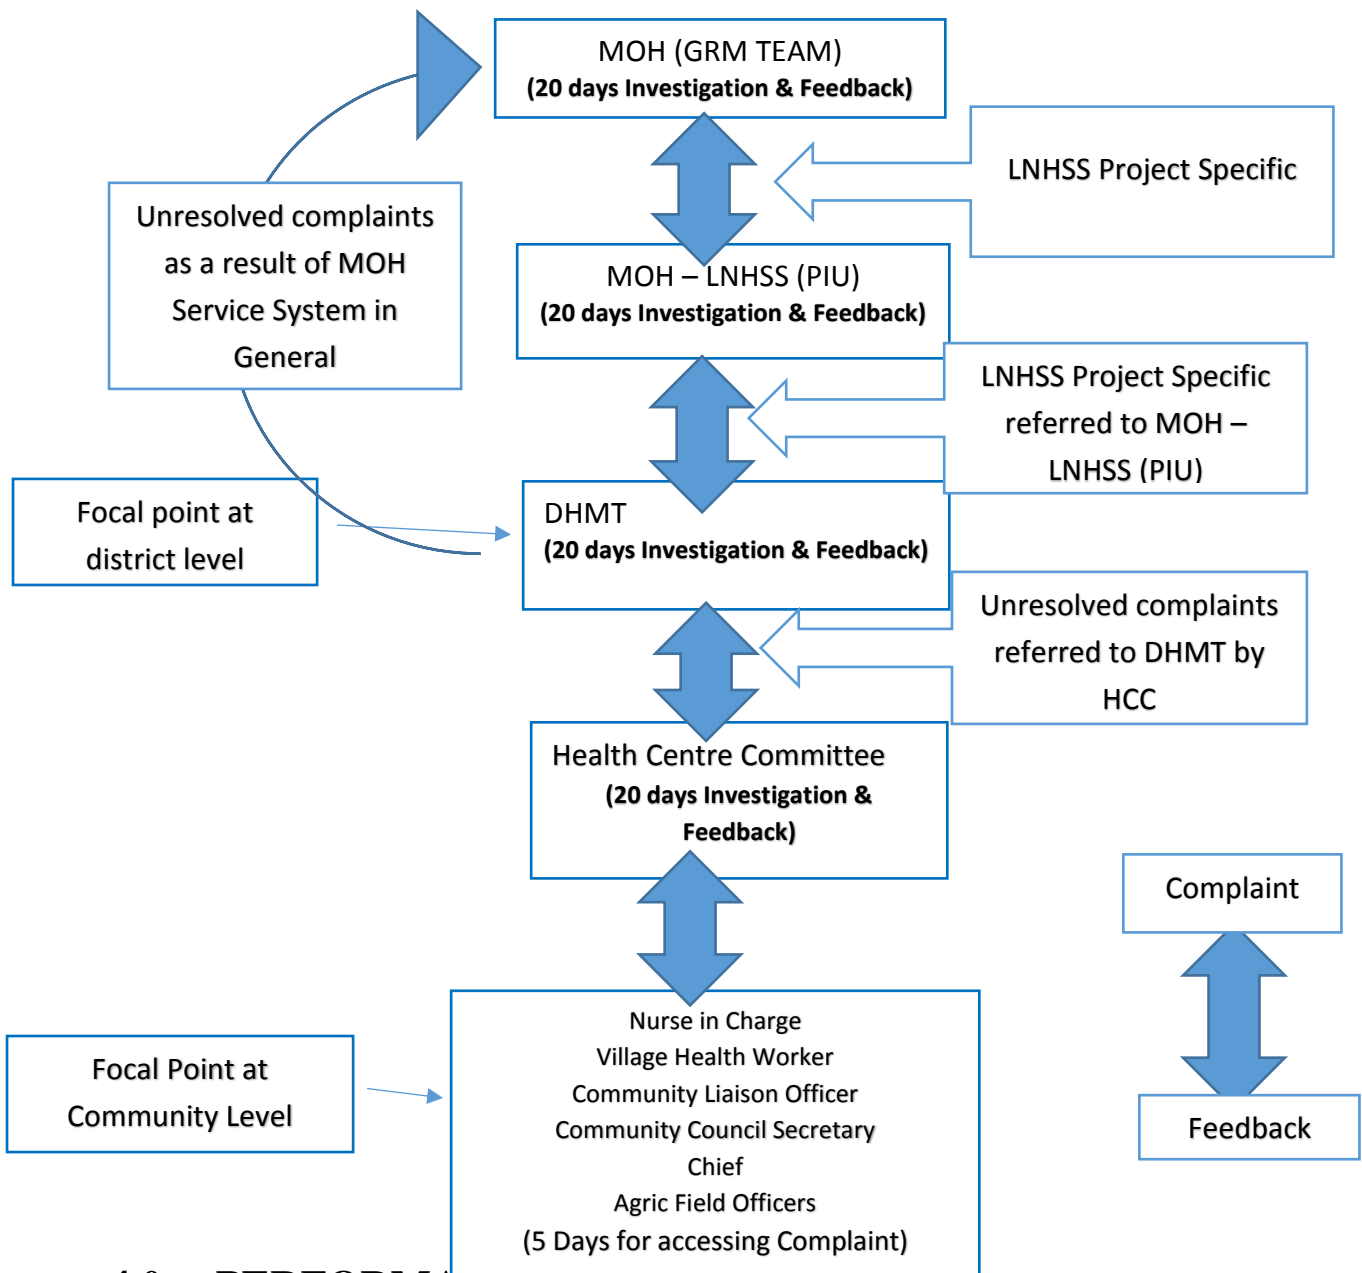 MOH (GRM TEAM)
(20 days Investigation & Feedback)
LNHSS Project Specific
Unresolved complaints
as a result of MOH
Service System in
General
MOH – LNHSS (PIU)
(20 days Investigation & Feedback)
LNHSS Project Specific
referred to MOH –
LNHSS (PIU)
Focal point at
district level
DHMT
(20 days Investigation & Feedback)
Unresolved complaints
referred to DHMT by
HCC
Health Centre Committee
(20 days Investigation &
Feedback)
Complaint
Feedback
Focal Point at
Community Level
Nurse in Charge
Village Health Worker
Community Liaison Officer
Community Council Secretary
Chief
Agric Field Officers
(5 Days for accessing Complaint)